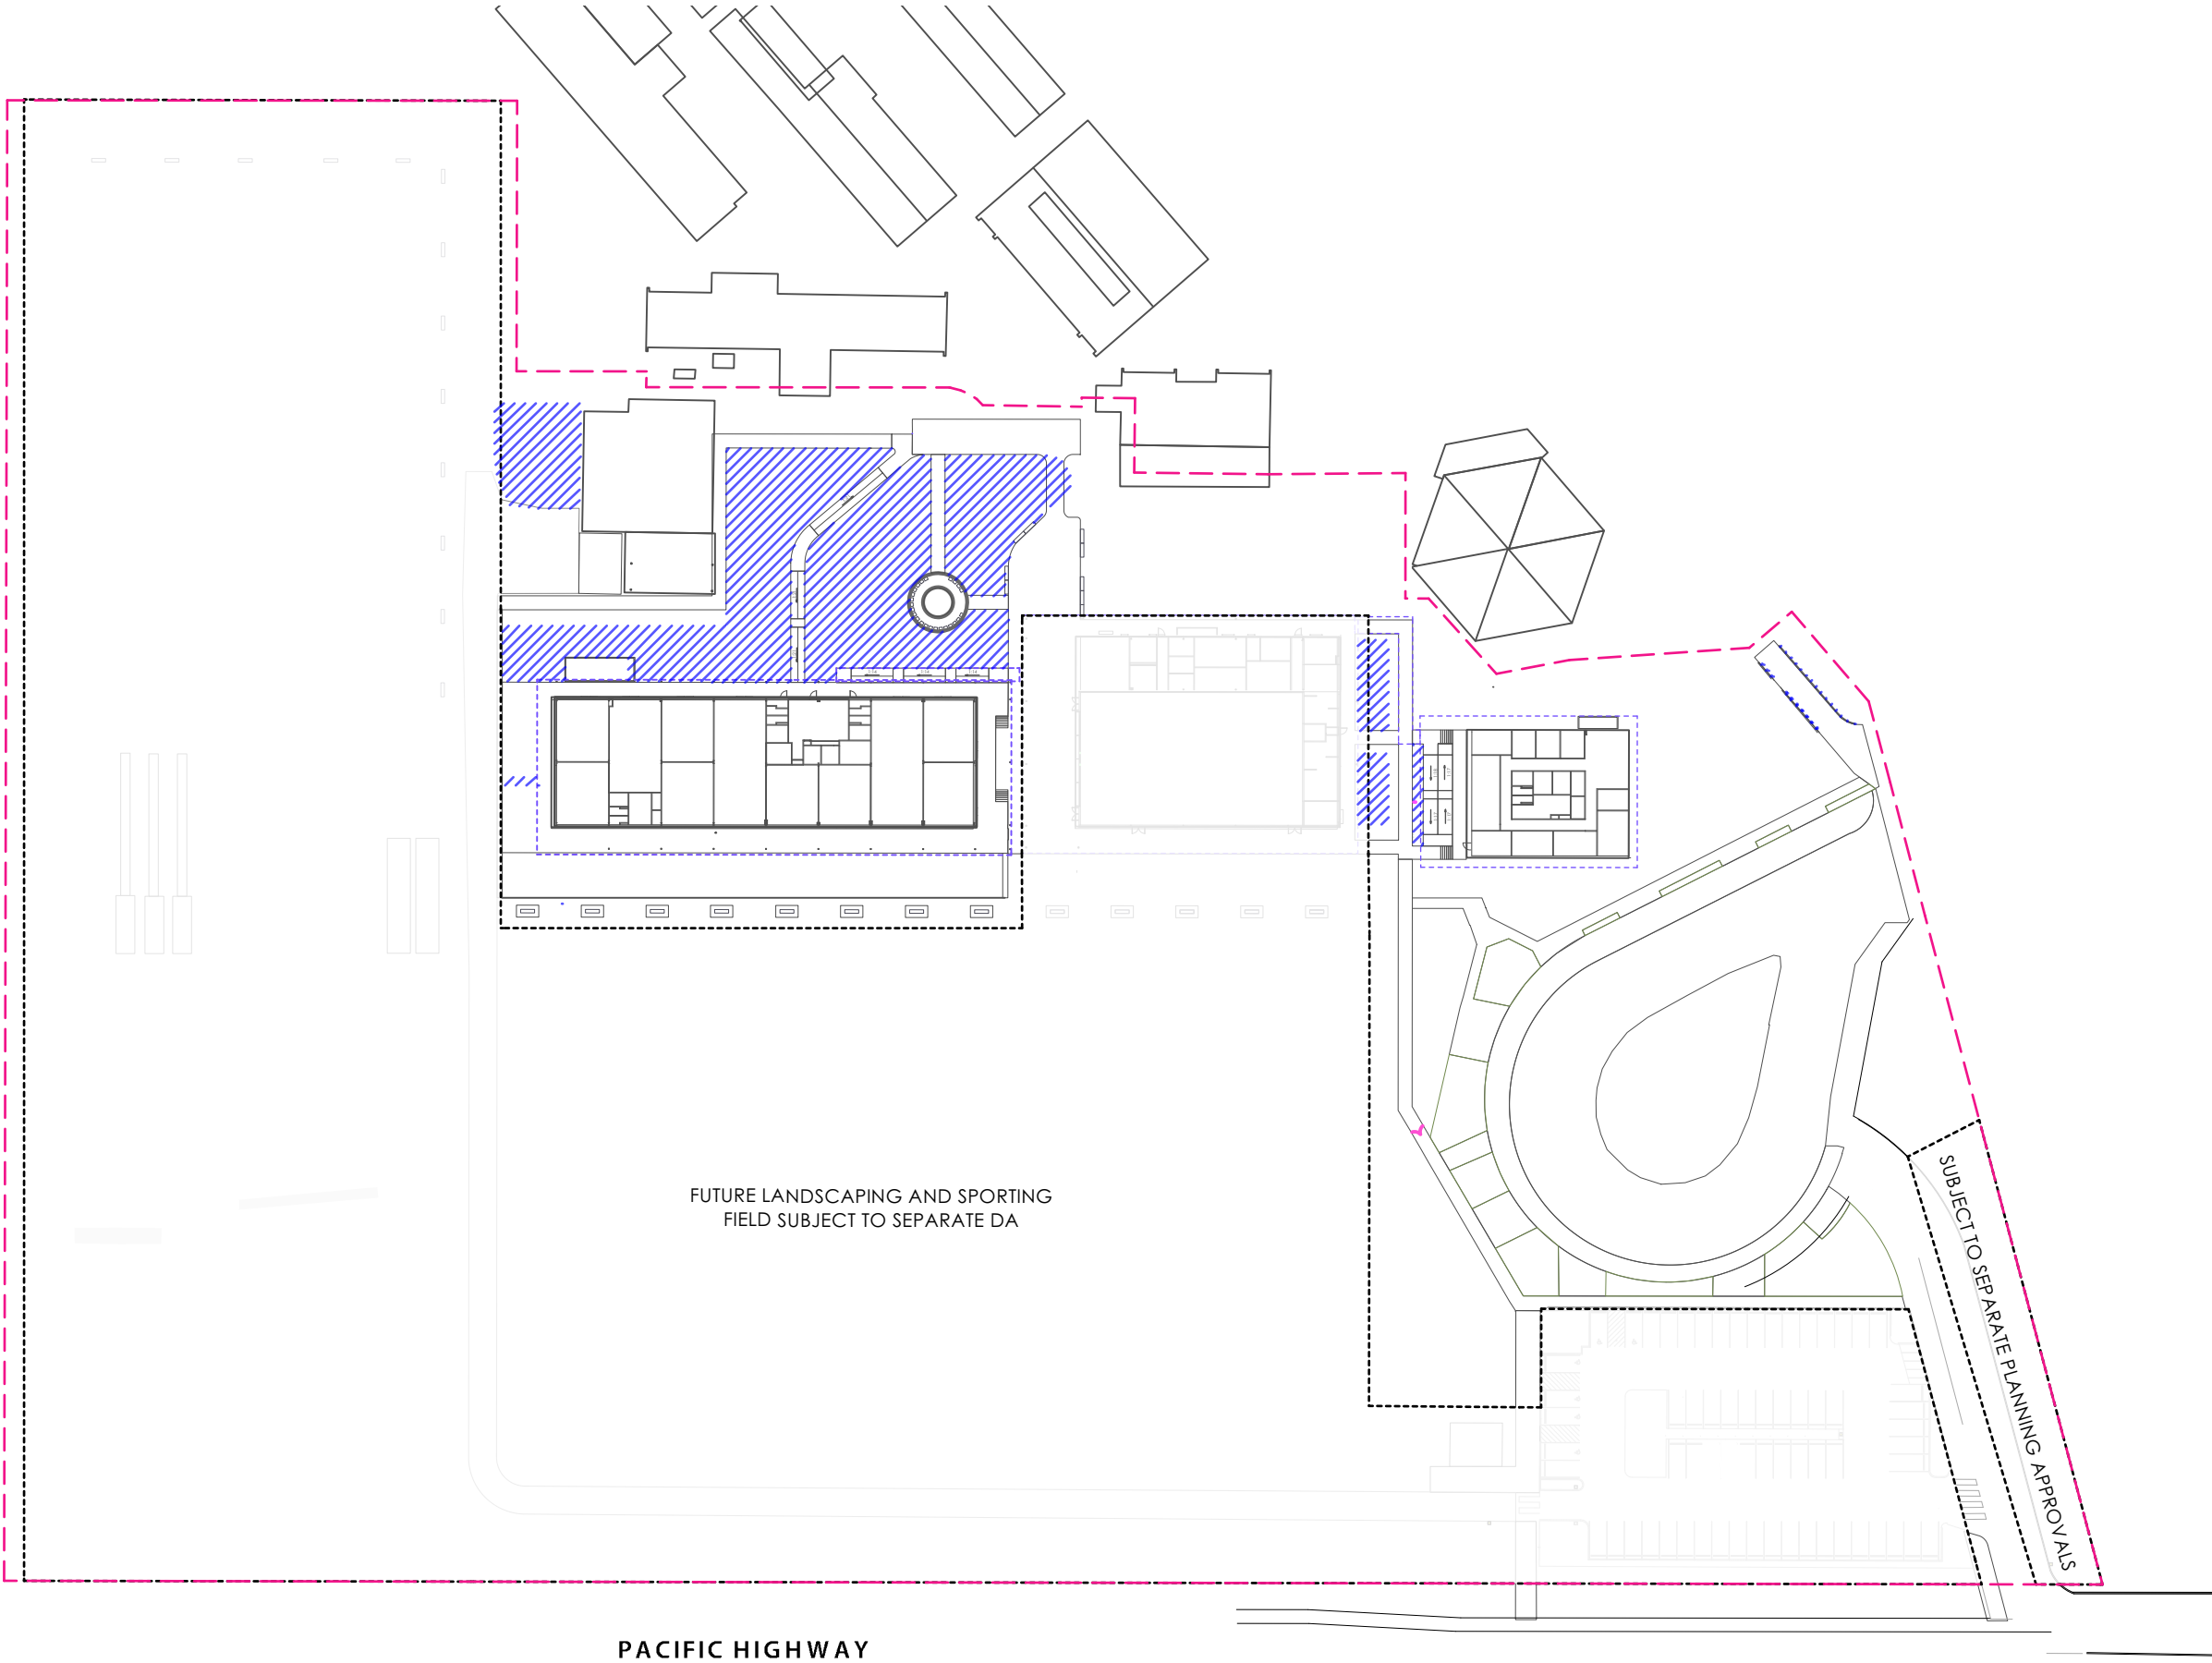 FUTURE LANDSCAPING AND SPORTING
FIELD SUBJECT TO SEPARATE DA
SUBJECT TO SEPARATE PLANNING APPROVALS
PACIFIC HIGHWAY